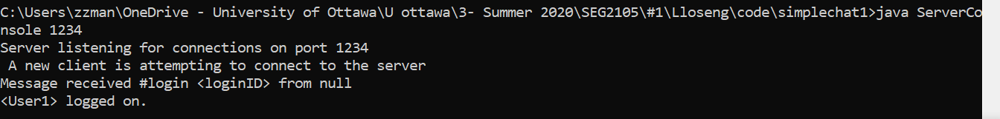 C:\Users\zzman\OneDrive - University of Ottawa\U ottawa\3- Summer 2020\SEG2105\#1\Lloseng\code\simplechat1>java ServerCo
nsole 1234
Server listening for connections on port 1234
 A new client is attempting to connect to the server
Message received #login <loginID> from null
<User1> logged on.